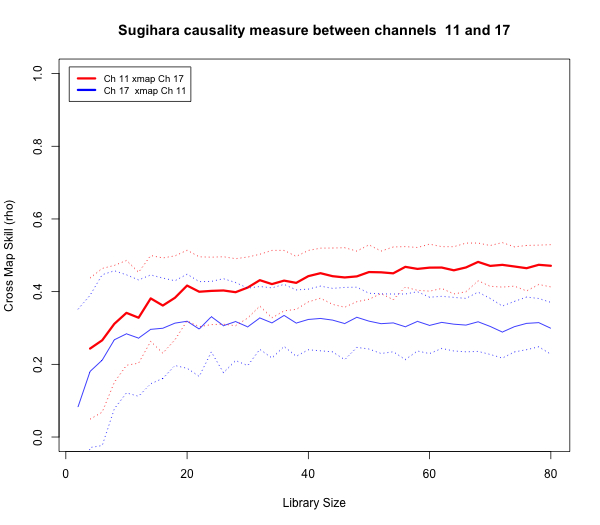 Sugihara causality measure between channels  11 and 17
Ch 11 xmap Ch 17
Ch 17  xmap Ch 11
Cross Map Skill (rho)
1.0
0.8
0.6
0.4
0.2
0.0
0 20 40 60 80
Library Size